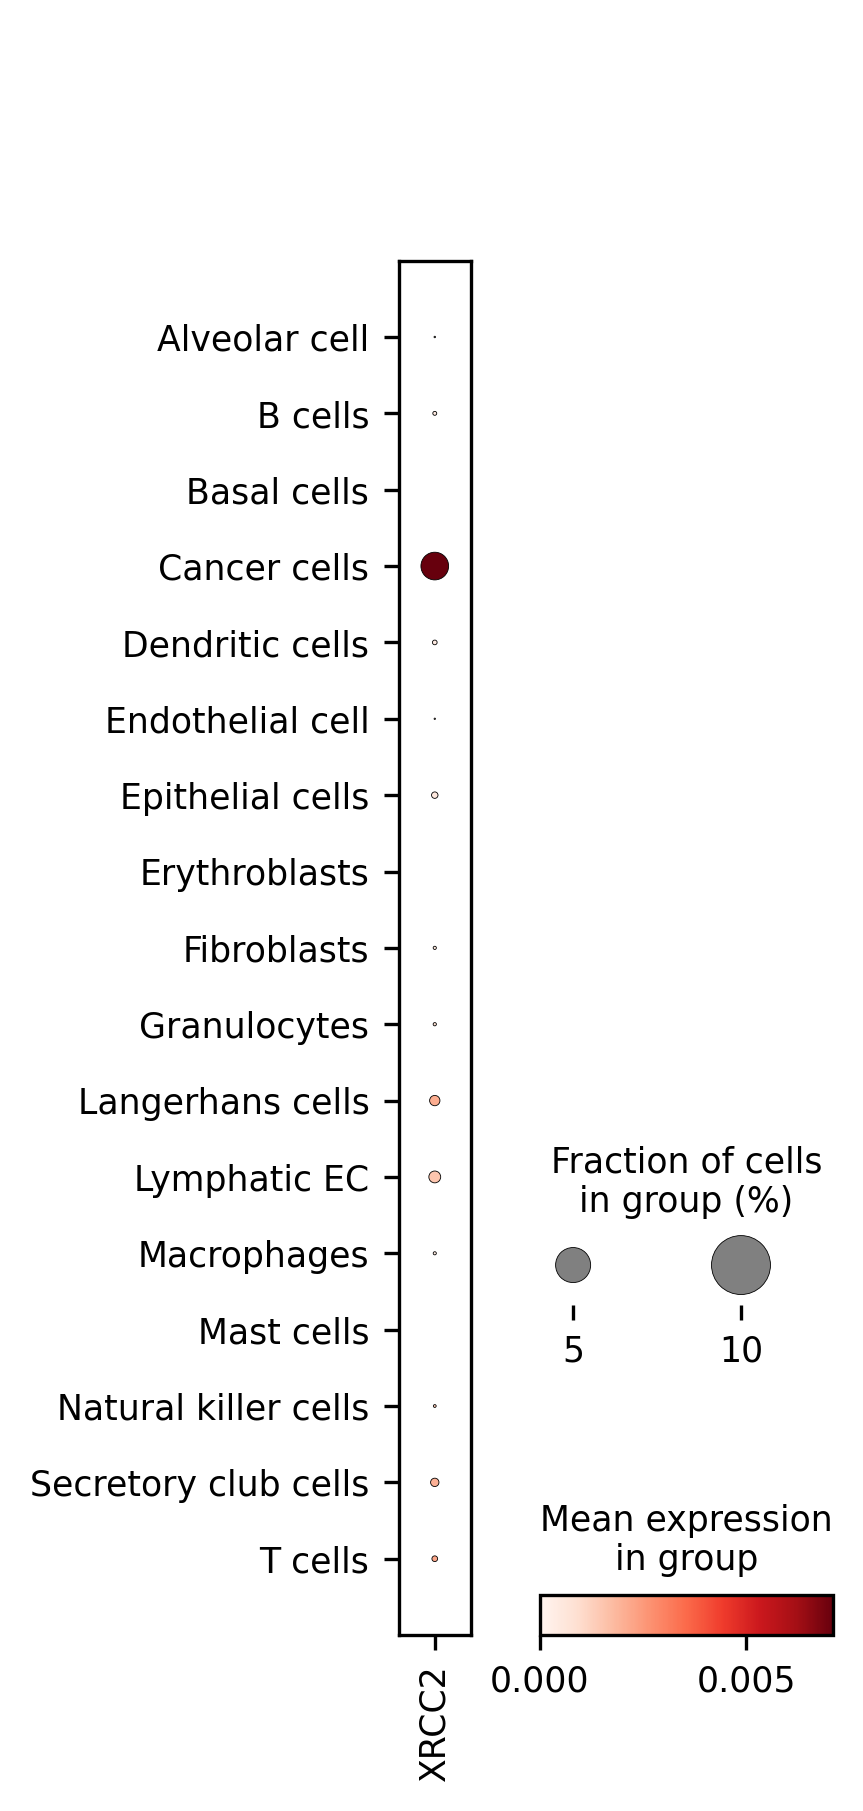 Alveolar cell
B cells
Basal cells
Cancer cells
Dendritic cells
Endothelial cell
Epithelial cells
Erythroblasts
Fibroblasts
Granulocytes
Langerhans cells
Lymphatic EC
Macrophages
Mast cells
Natural killer cells
Secretory club cells
T cells
XRCC2
Fraction of cells
in group (%)
5 10
Mean expression
in group
0.000 0.005